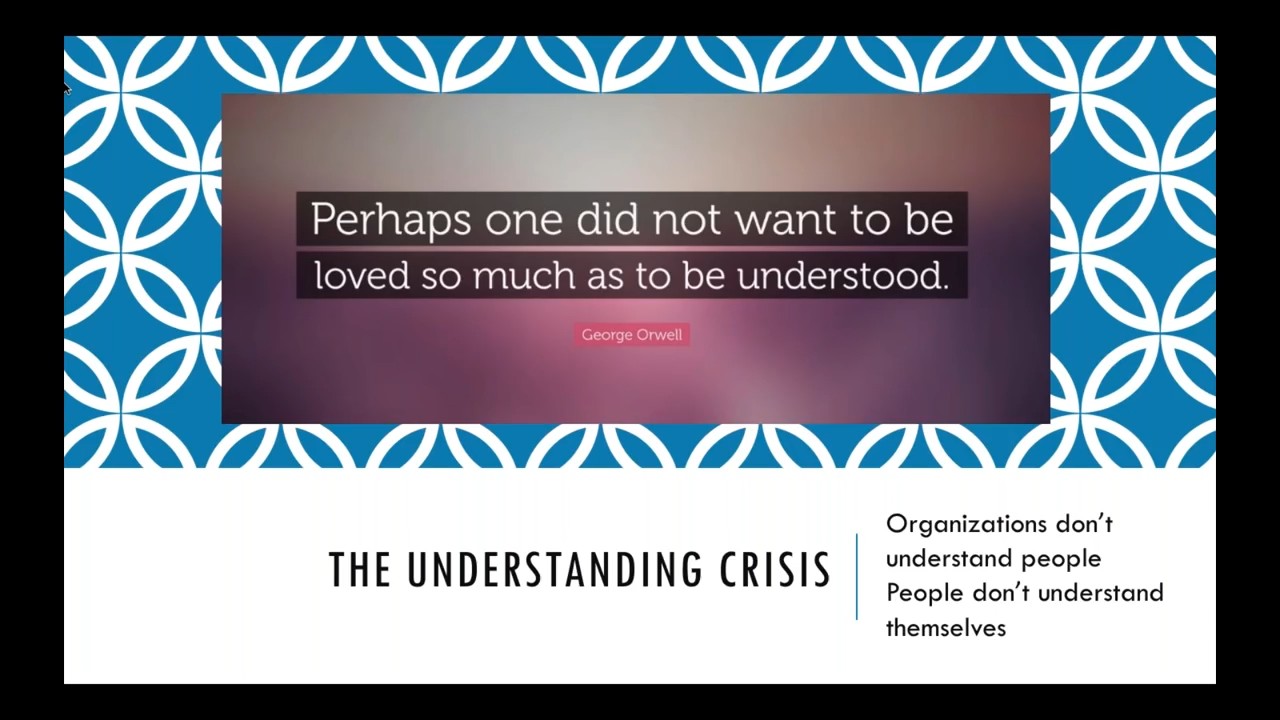 Perhaps one did not want to be
loved so much as to be understood.
George Orwell
THE UNDERSTANDING CRISIS
Organizations don’t
understand people
People don’t understand
themselves